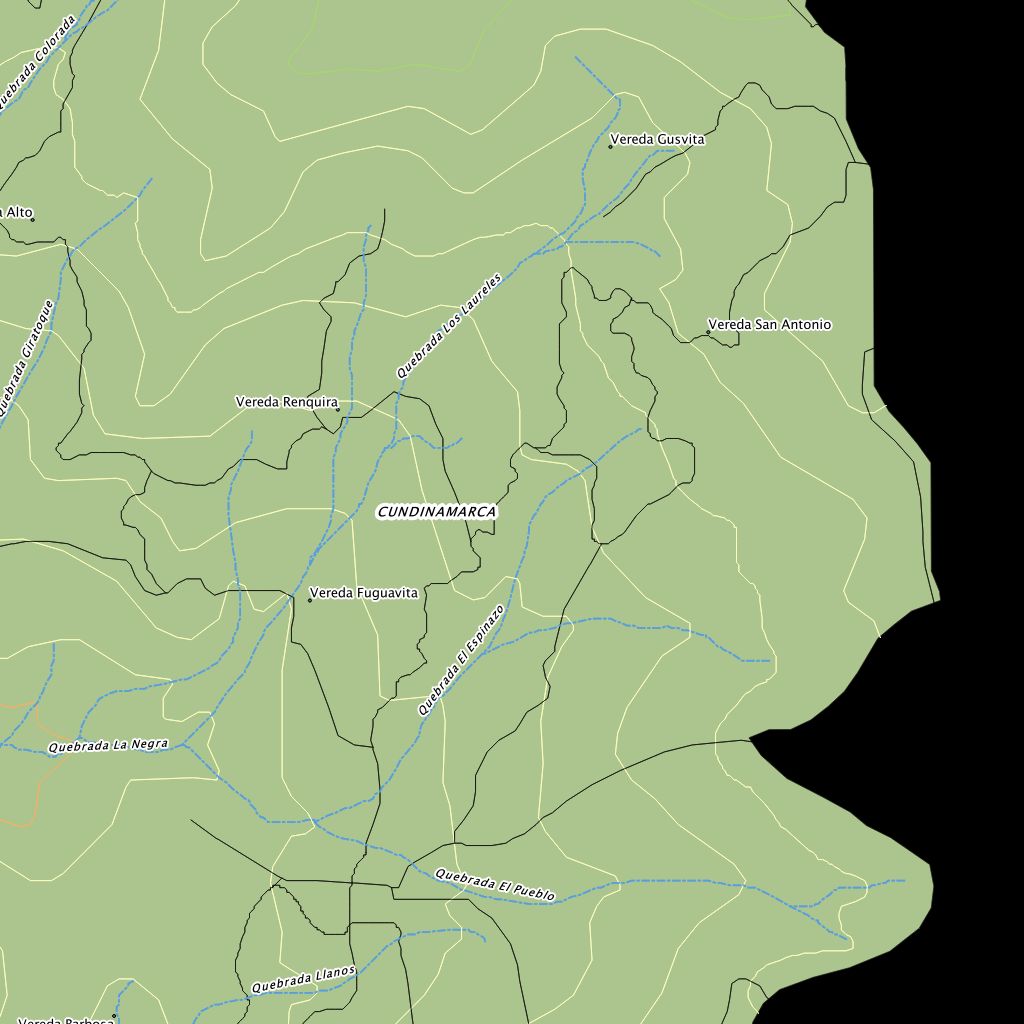 Quebrada Colorada
Vereda Gusvita
Alto
Quebrada Giratoque
Quebrada Los Laureles
Vereda San Antonio
Vereda Renquira
CUNDINAMARCA
Vereda Fuguavita
Quebrada El Espinazo
Quebrada La Negra
Quebrada El Pueblo
Quebrada Llanos
Vereda Barbosa